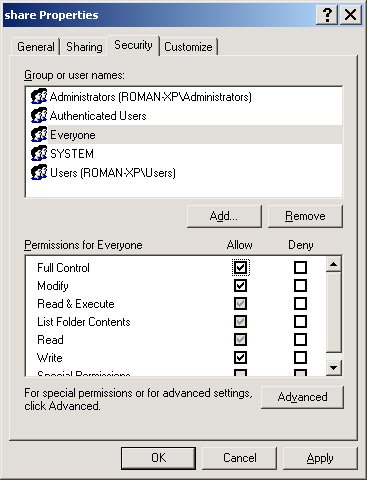 share Properties
General Sharing Security Customize
Group or user names:
Administrators (ROMAN-XP\Administrators)
Authenticated Users
Everyone
SYSTEM
Users (ROMAN-XP\Users)
Add... Remove
Permissions for Everyone Allow Deny
Full Control
Modify
Read & Execute
List Folder Contents
Read
Write
Special Permissions
For special permissions or for advanced settings,
click Advanced.
Advanced
OK Cancel Apply